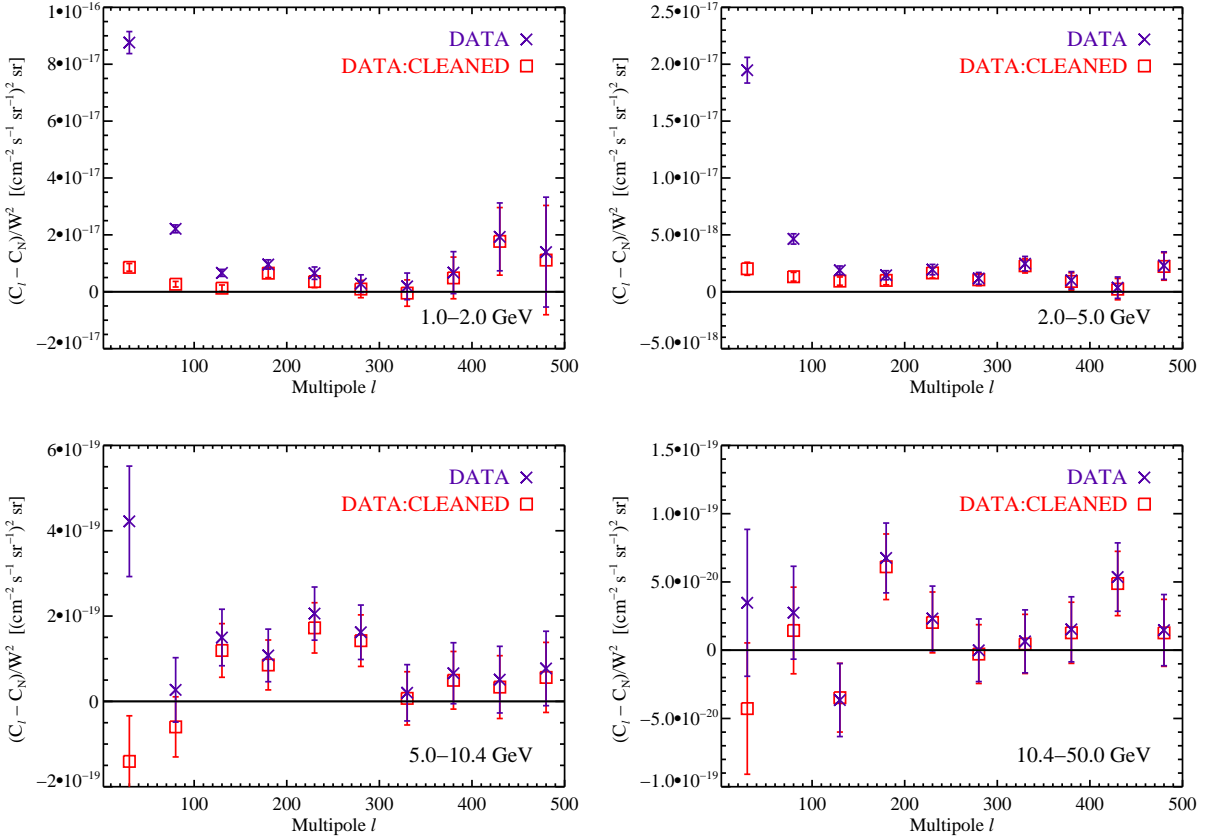 1•10⁻¹⁶
8•10⁻¹⁷
6•10⁻¹⁷
4•10⁻¹⁷
2•10⁻¹⁷
0
−2•10⁻¹⁷
(C_l − C_N)/W² [(cm⁻² s⁻¹ sr⁻¹)² sr]
DATA
DATA:CLEANED
1.0−2.0 GeV
100 200 300 400 500
Multipole l
2.5•10⁻¹⁷
2.0•10⁻¹⁷
1.5•10⁻¹⁷
1.0•10⁻¹⁷
5.0•10⁻¹⁸
0
−5.0•10⁻¹⁸
(C_l − C_N)/W² [(cm⁻² s⁻¹ sr⁻¹)² sr]
DATA
DATA:CLEANED
2.0−5.0 GeV
100 200 300 400 500
Multipole l
6•10⁻¹⁹
4•10⁻¹⁹
2•10⁻¹⁹
0
−2•10⁻¹⁹
(C_l − C_N)/W² [(cm⁻² s⁻¹ sr⁻¹)² sr]
DATA
DATA:CLEANED
5.0−10.4 GeV
100 200 300 400 500
Multipole l
1.5•10⁻¹⁹
1.0•10⁻¹⁹
5.0•10⁻²⁰
0
−5.0•10⁻²⁰
−1.0•10⁻¹⁹
(C_l − C_N)/W² [(cm⁻² s⁻¹ sr⁻¹)² sr]
DATA
DATA:CLEANED
10.4−50.0 GeV
100 200 300 400 500
Multipole l